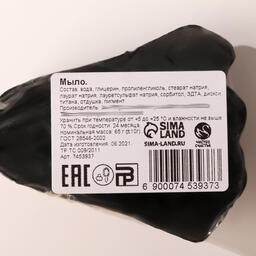 Мыло.
Состав: вода, глицерин, пропиленгликоль, стеарат натрия,
лаурат натрия, лауретсульфат натрия, сорбитол, ЭДТА, диоксид
титана, отдушка, пигмент
Производитель:
Хранить при температуре от +5 до +25 °C и влажности не выше
70 %.Срок годности: 24 месяца.
Номинальная масса: 65 г (±10г)
ГОСТ 28546-2002
Дата изготовления: 06.2021
ТР ТС 009/2011
Арт. 7453937
SIMA
LAND
SIMA-LAND.RU
ЧИСТОЕ
СЧАСТЬЕ
EAC
6 900074 539373